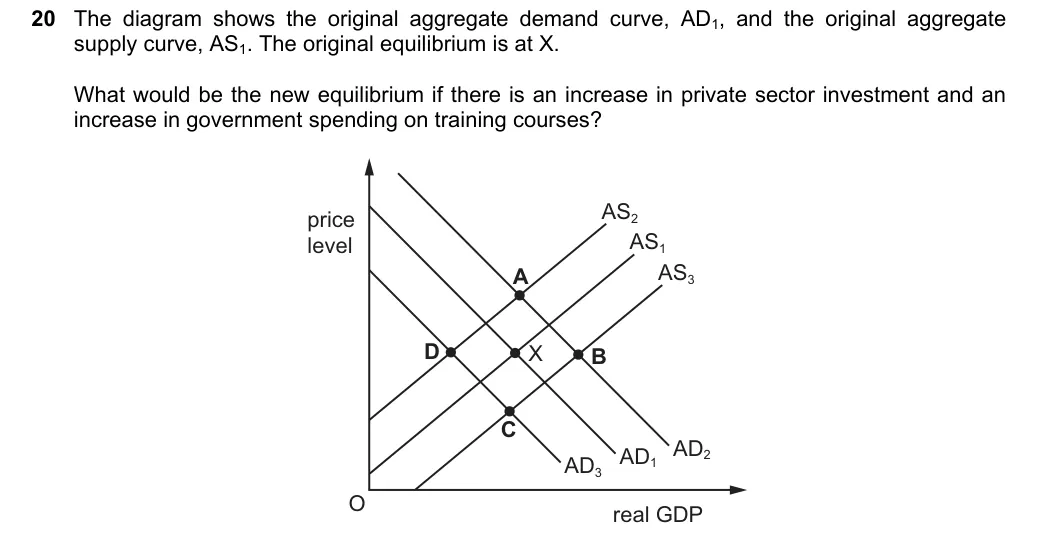 20 The diagram shows the original aggregate demand curve, AD₁, and the original aggregate
supply curve, AS₁. The original equilibrium is at X.
What would be the new equilibrium if there is an increase in private sector investment and an
increase in government spending on training courses?
price
level
AS₂
AS₁
AS₃
A
D
X
B
C
AD₃
AD₁
AD₂
O
real GDP